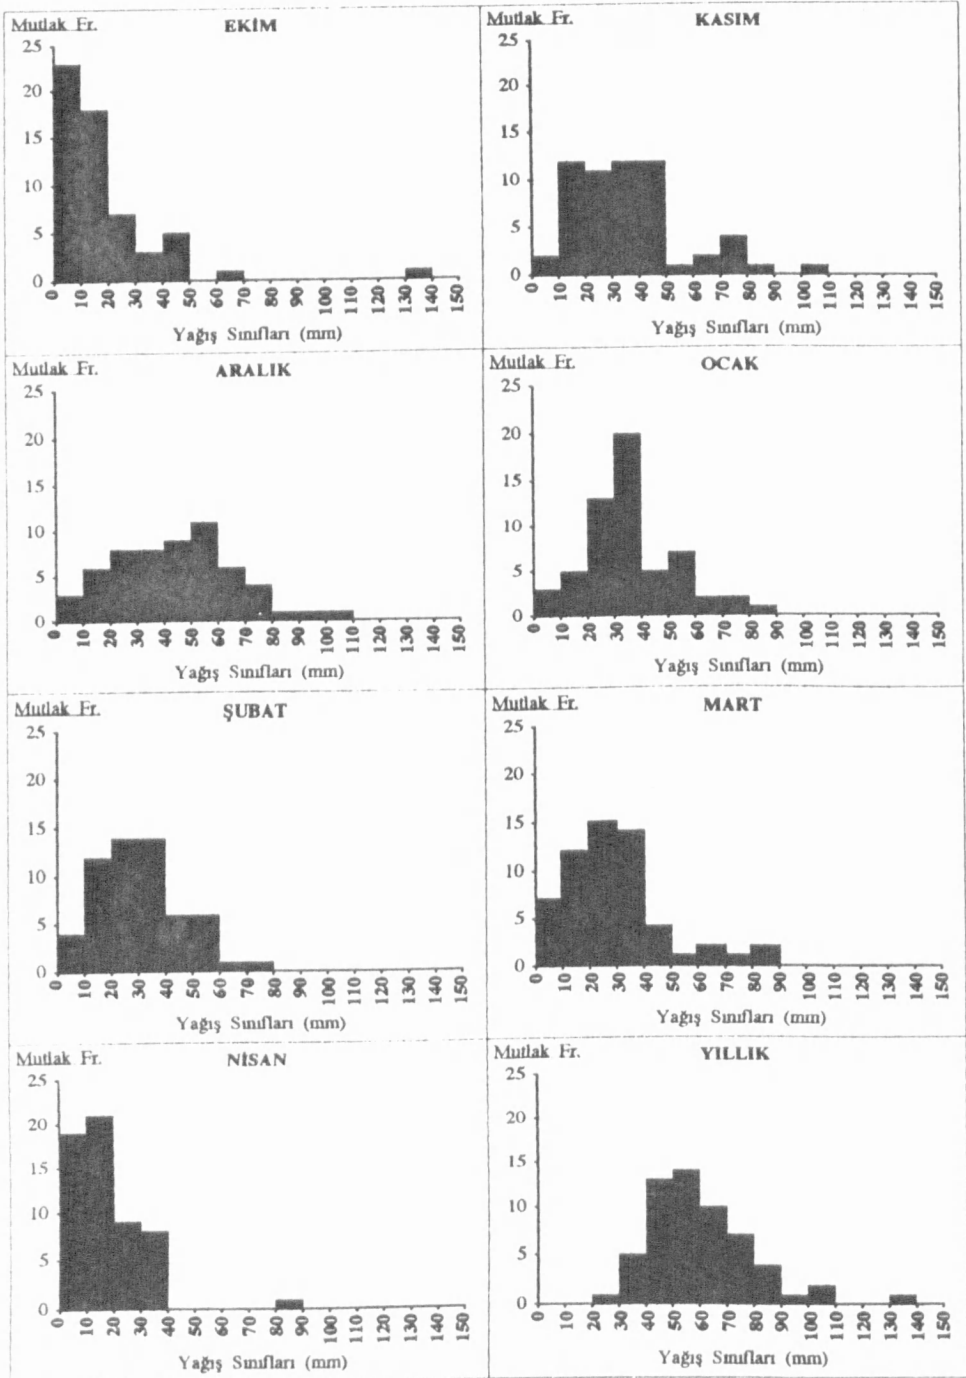 Mutlak Fr. EKİM
25
20
15
10
5
0
0 10 20 30 40 50 60 70 80 90 100 110 120 130 140 150
Yağış Sınıfları (mm)
Mutlak Fr. KASIM
25
20
15
10
5
0
0 10 20 30 40 50 60 70 80 90 100 110 120 130 140 150
Yağış Sınıfları (mm)
Mutlak Fr. ARALIK
25
20
15
10
5
0
0 10 20 30 40 50 60 70 80 90 100 110 120 130 140 150
Yağış Sınıfları (mm)
Mutlak Fr. OCAK
25
20
15
10
5
0
0 10 20 30 40 50 60 70 80 90 100 110 120 130 140 150
Yağış Sınıfları (mm)
Mutlak Fr. ŞUBAT
25
20
15
10
5
0
0 10 20 30 40 50 60 70 80 90 100 110 120 130 140 150
Yağış Sınıfları (mm)
Mutlak Fr. MART
25
20
15
10
5
0
0 10 20 30 40 50 60 70 80 90 100 110 120 130 140 150
Yağış Sınıfları (mm)
Mutlak Fr. NİSAN
25
20
15
10
5
0
0 10 20 30 40 50 60 70 80 90 100 110 120 130 140 150
Yağış Sınıfları (mm)
Mutlak Fr. YILLIK
25
20
15
10
5
0
0 10 20 30 40 50 60 70 80 90 100 110 120 130 140 150
Yağış Sınıfları (mm)